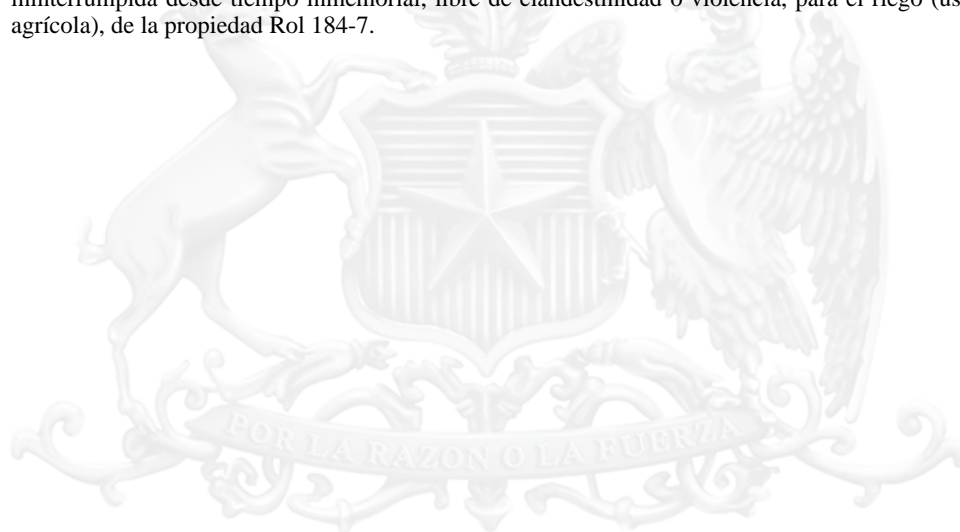 ininterrumpida desde tiempo inmemorial, libre de clandestinidad o violencia, para el riego
agrícola), de la propiedad Rol 184-7.
POR LA RAZON O LA FUERZA